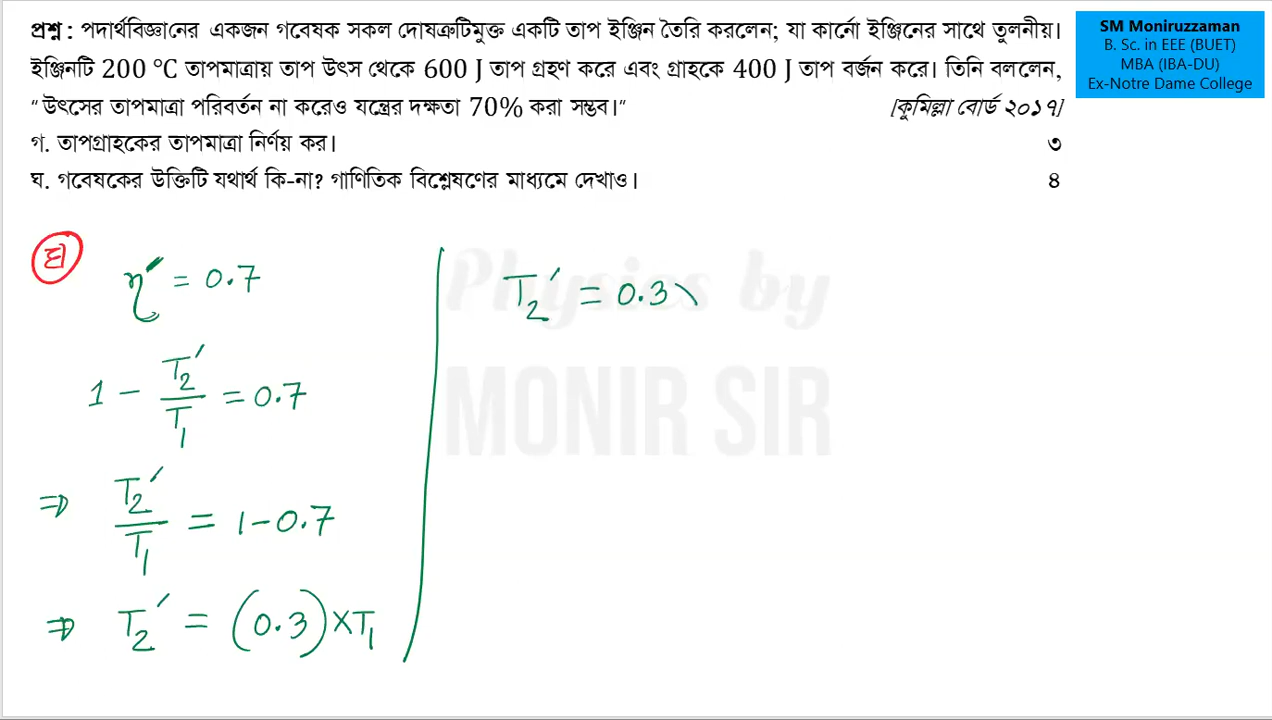 প্রশ্ন : পদার্থবিজ্ঞানের একজন গবেষক সকল দোষত্রুটিমুক্ত একটি তাপ ইঞ্জিন তৈরি করলেন; যা কার্নো ইঞ্জিনের সাথে তুলনীয়।
ইঞ্জিনটি 200 °C তাপমাত্রায় তাপ উৎস থেকে 600 J তাপ গ্রহণ করে এবং গ্রাহকে 400 J তাপ বর্জন করে। তিনি বললেন,
“উৎসের তাপমাত্রা পরিবর্তন না করেও যন্ত্রের দক্ষতা 70% করা সম্ভব।” [কুমিল্লা বোর্ড ২০১৭]
গ. তাপগ্রাহকের তাপমাত্রা নির্ণয় কর। ৩
ঘ. গবেষকের উক্তিটি যথার্থ কি-না? গাণিতিক বিশ্লেষণের মাধ্যমে দেখাও। ৪
SM Moniruzzaman
B. Sc. in EEE (BUET)
MBA (IBA-DU)
Ex-Notre Dame College
ঘ
η′ = 0.7
1 − T₂′/T₁ = 0.7
⇒ T₂′/T₁ = 1 − 0.7
⇒ T₂′ = (0.3) × T₁
T₂′ = 0.3
Physics by
MONIR SIR